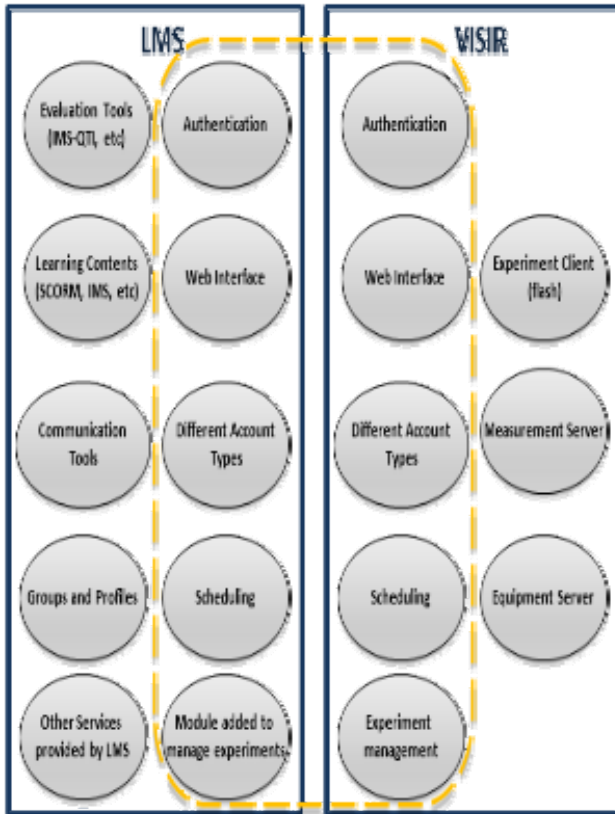 LMS
VISIR
Evaluation Tools
(IMS-QTI, etc)
Authentication
Authentication
Learning Contents
(SCORM, IMS, etc)
Web Interface
Web Interface
Experiment Client
(flash)
Communication
Tools
Different Account
Types
Different Account
Types
Measurement Server
Groups and Profiles
Scheduling
Scheduling
Equipment Server
Other Services
provided by LMS
Module added to
manage experiments
Experiment
management